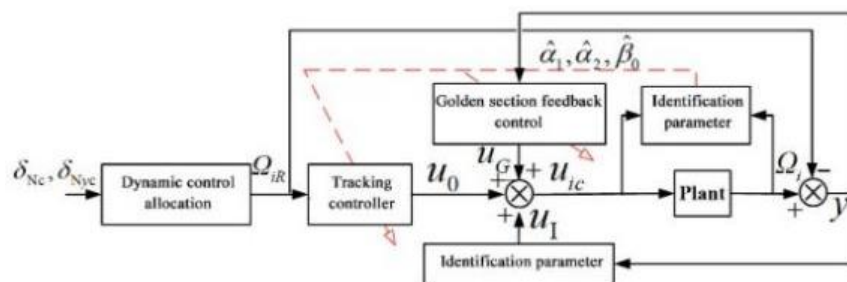 α̂₁, α̂₂, β̂₀
Golden section feedback
control
Identification
parameter
δNc, δNyc
Dynamic control
allocation
ΩiR
Tracking
controller
u₀
uG
+
+
uic
Plant
Ωi
−
+
y
+
uI
Identification parameter